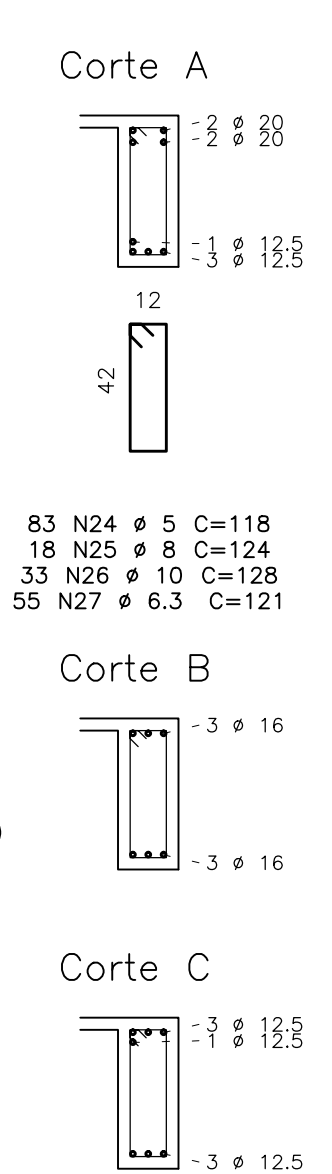 Corte A
-2 ø 20
-2 ø 20
-1 ø 12.5
-3 ø 12.5
12
42
83 N24 ø 5 C=118
18 N25 ø 8 C=124
33 N26 ø 10 C=128
55 N27 ø 6.3 C=121
Corte B
-3 ø 16
-3 ø 16
Corte C
-3 ø 12.5
-1 ø 12.5
-3 ø 12.5